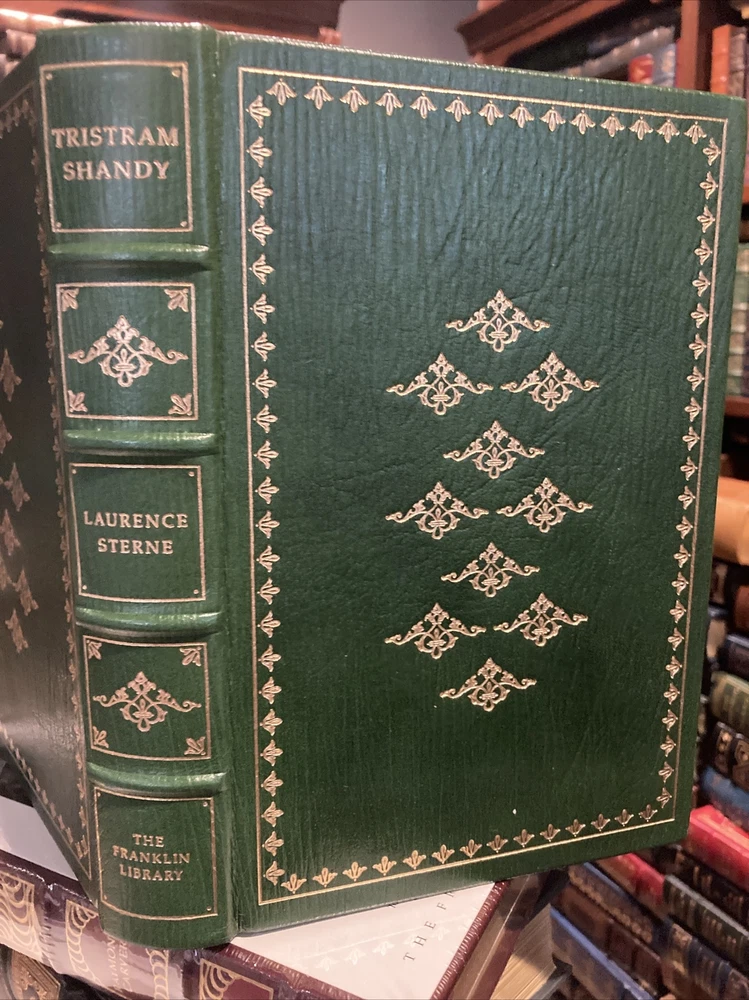 TRISTRAM
SHANDY
LAURENCE
STERNE
THE
FRANKLIN
LIBRARY